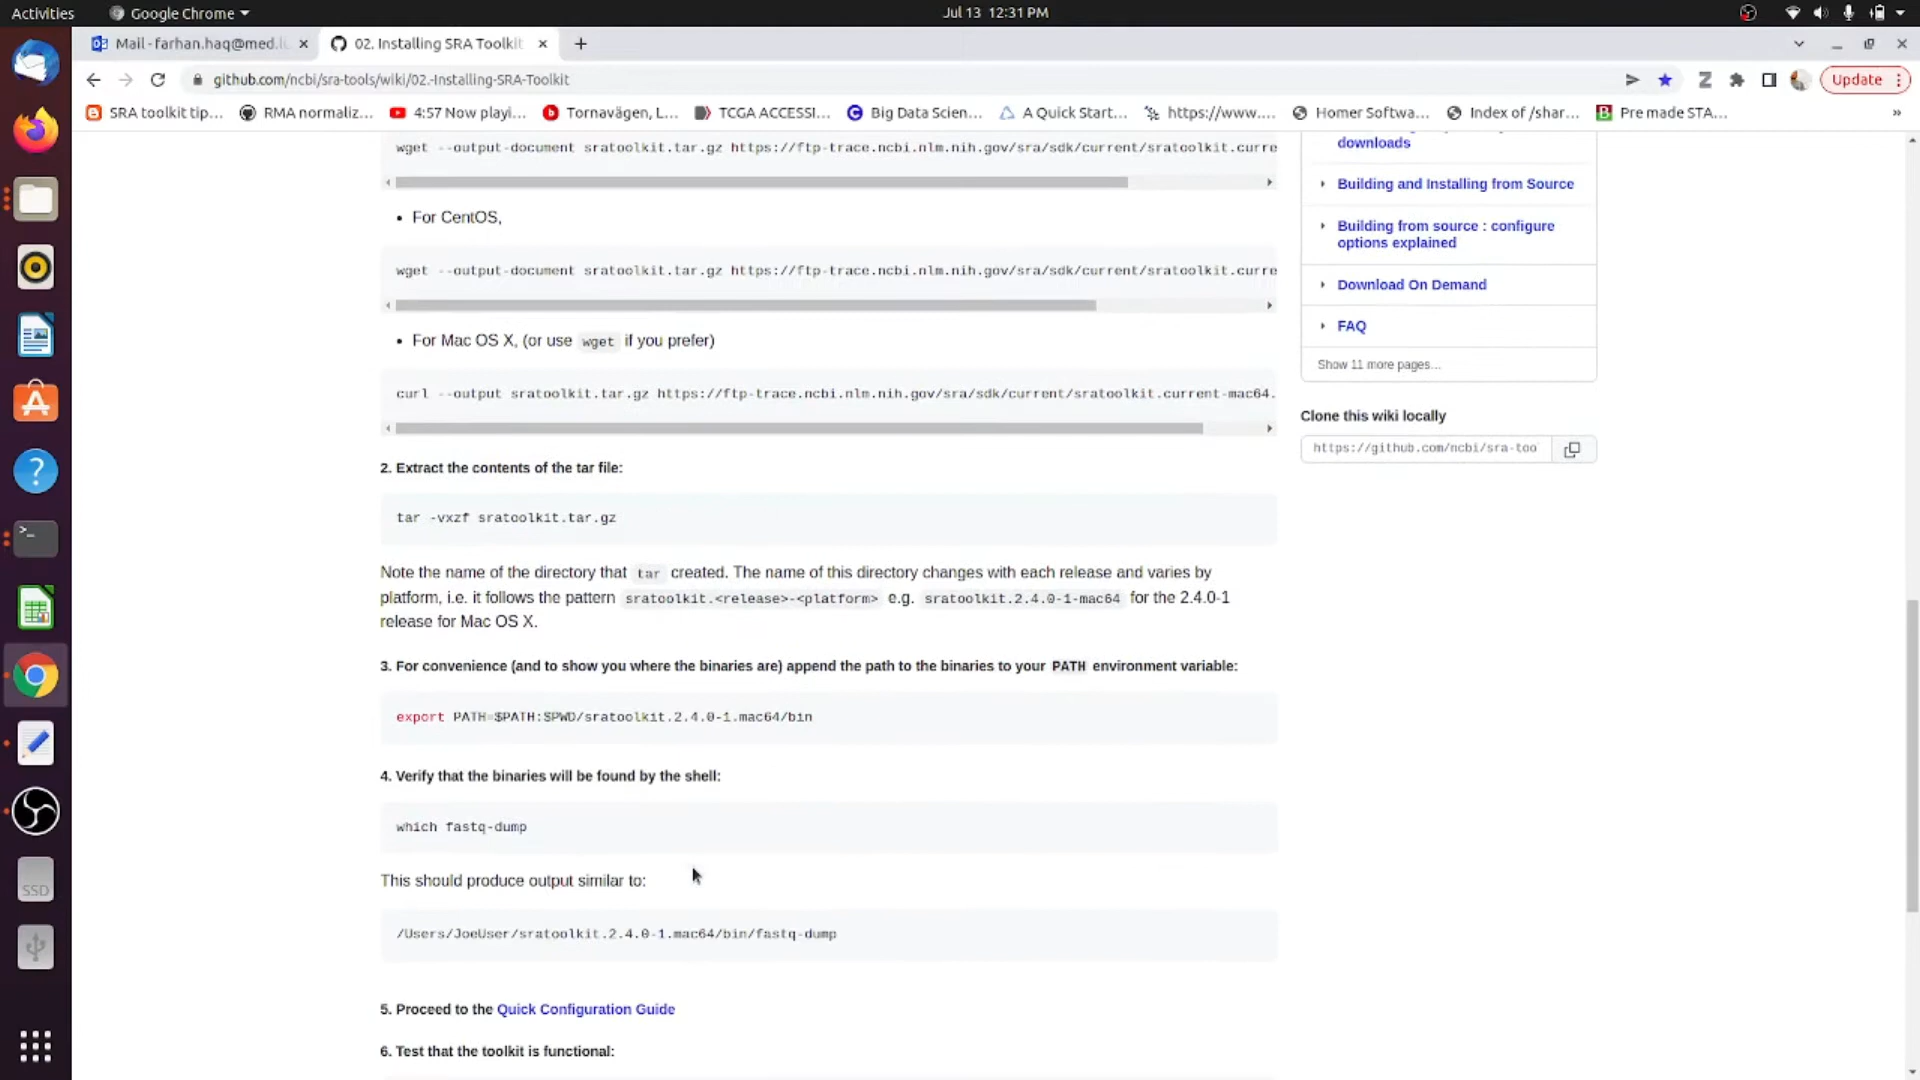 Activities
Google Chrome
Jul 13 12:31 PM
Mail - farhan.haq@med.l
02. Installing SRA Toolkit
github.com/ncbi/sra-tools/wiki/02.-Installing-SRA-Toolkit
Update
SRA toolkit tip...
RMA normaliz...
4:57 Now playi...
Tornavägen, L...
TCGA ACCESSI...
Big Data Scien...
A Quick Start...
https://www....
Homer Softwa...
Index of /shar...
Pre made STA...
wget --output-document sratoolkit.tar.gz https://ftp-trace.ncbi.nlm.nih.gov/sra/sdk/current/sratoolkit.curre
• For CentOS,
wget --output-document sratoolkit.tar.gz https://ftp-trace.ncbi.nlm.nih.gov/sra/sdk/current/sratoolkit.curre
• For Mac OS X, (or use wget if you prefer)
curl --output sratoolkit.tar.gz https://ftp-trace.ncbi.nlm.nih.gov/sra/sdk/current/sratoolkit.current-mac64.
2. Extract the contents of the tar file:
tar -vxzf sratoolkit.tar.gz
Note the name of the directory that tar created. The name of this directory changes with each release and varies by
platform, i.e. it follows the pattern sratoolkit.<release>-<platform> e.g. sratoolkit.2.4.0-1-mac64 for the 2.4.0-1
release for Mac OS X.
3. For convenience (and to show you where the binaries are) append the path to the binaries to your PATH environment variable:
export PATH=$PATH:$PWD/sratoolkit.2.4.0-1.mac64/bin
4. Verify that the binaries will be found by the shell:
which fastq-dump
This should produce output similar to:
/Users/JoeUser/sratoolkit.2.4.0-1.mac64/bin/fastq-dump
5. Proceed to the Quick Configuration Guide
6. Test that the toolkit is functional:
downloads
Building and Installing from Source
Building from source : configure
options explained
Download On Demand
FAQ
Show 11 more pages...
Clone this wiki locally
https://github.com/ncbi/sra-too
SSD